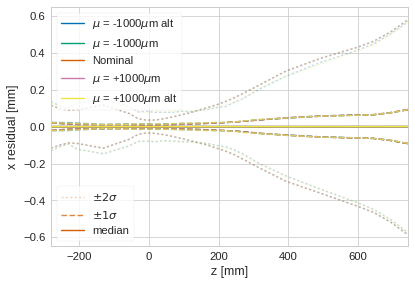 0.6
0.4
0.2
0.0
−0.2
−0.4
−0.6
x residual [mm]
μ = -1000μm alt
μ = -1000μm
Nominal
μ = +1000μm
μ = +1000μm alt
±2σ
±1σ
median
−200 0 200 400 600
z [mm]